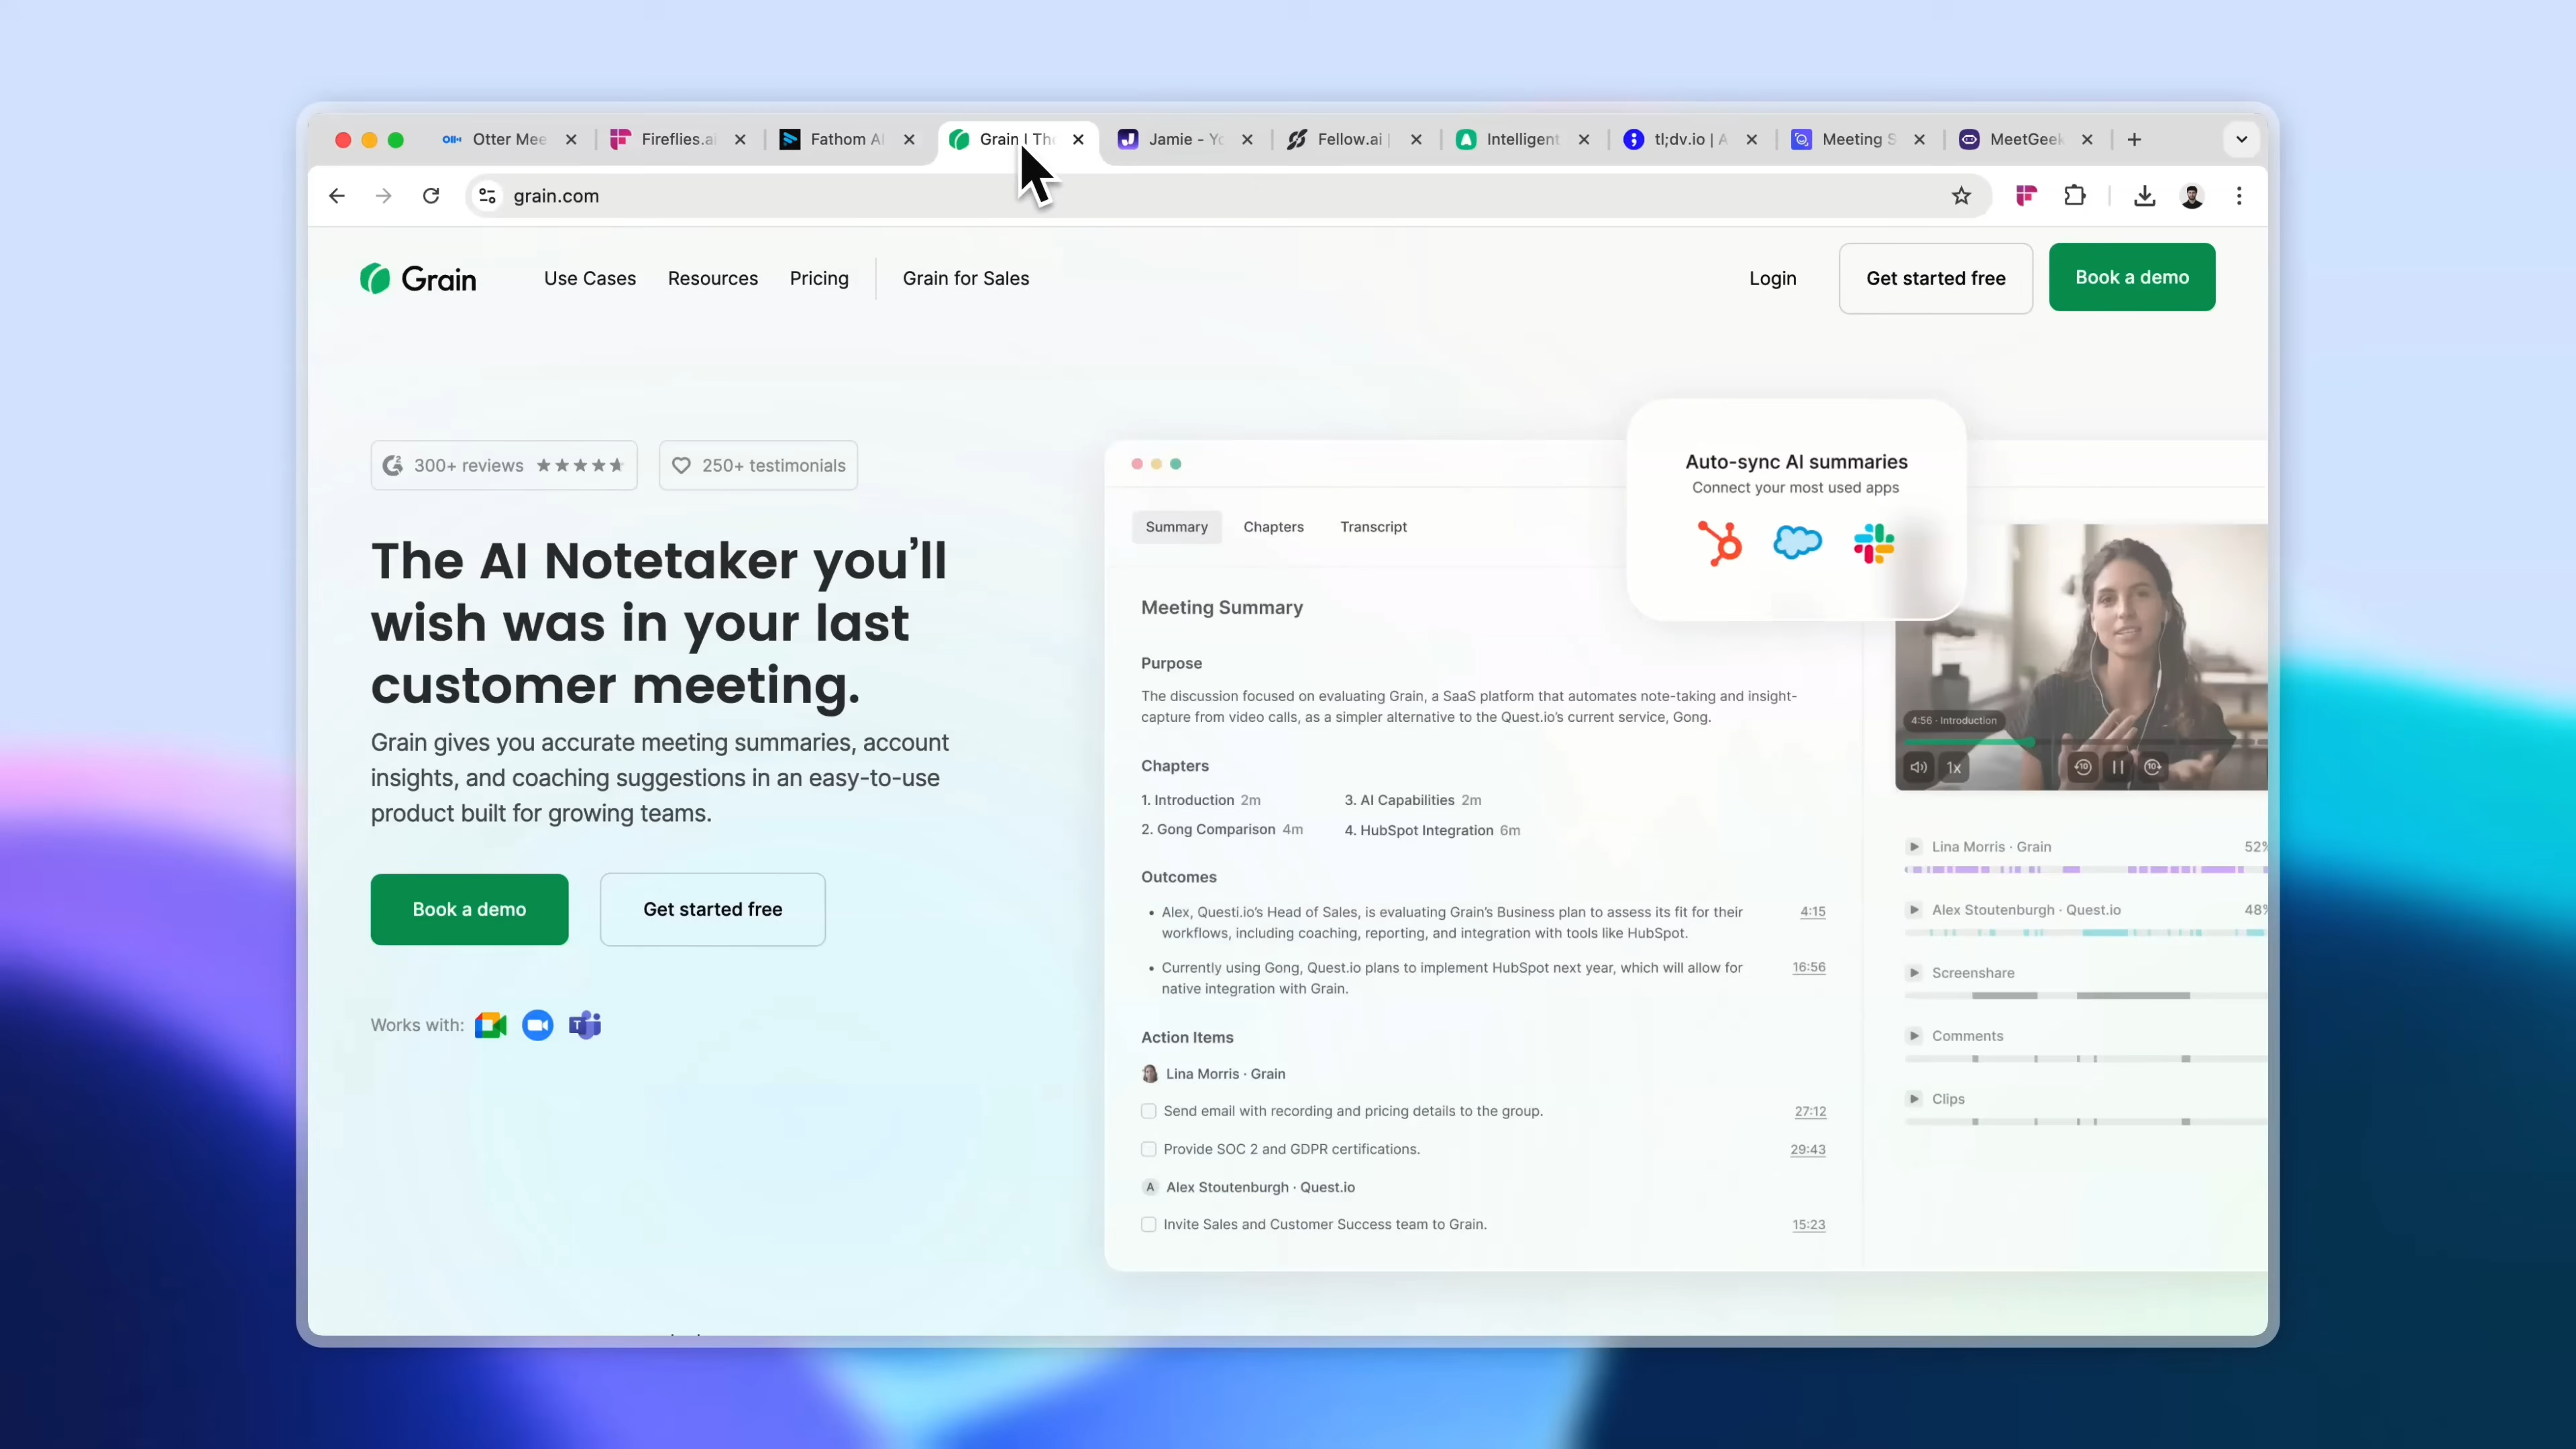 Otter Mee
Fireflies.ai
Fathom AI
Grain | The
Jamie - Yo
Fellow.ai |
Intelligent
tl;dv.io | A
Meeting S
MeetGeek
grain.com
Grain
Use Cases
Resources
Pricing
Grain for Sales
Login
Get started free
Book a demo
300+ reviews
250+ testimonials
The AI Notetaker you’ll
wish was in your last
customer meeting.
Grain gives you accurate meeting summaries, account
insights, and coaching suggestions in an easy-to-use
product built for growing teams.
Book a demo
Get started free
Works with:
Auto-sync AI summaries
Connect your most used apps
Summary
Chapters
Transcript
Meeting Summary
Purpose
The discussion focused on evaluating Grain, a SaaS platform that automates note-taking and insight-
capture from video calls, as a simpler alternative to the Quest.io’s current service, Gong.
Chapters
1. Introduction 2m
3. AI Capabilities 2m
2. Gong Comparison 4m
4. HubSpot Integration 6m
Outcomes
• Alex, Questi.io’s Head of Sales, is evaluating Grain’s Business plan to assess its fit for their 4:15
workflows, including coaching, reporting, and integration with tools like HubSpot.
• Currently using Gong, Quest.io plans to implement HubSpot next year, which will allow for 16:56
native integration with Grain.
Action Items
Lina Morris · Grain
Send email with recording and pricing details to the group. 27:12
Provide SOC 2 and GDPR certifications. 29:43
A Alex Stoutenburgh · Quest.io
Invite Sales and Customer Success team to Grain. 15:23
4:56 · Introduction
1x
10
10
Lina Morris · Grain 52%
Alex Stoutenburgh · Quest.io 48%
Screenshare
Comments
Clips